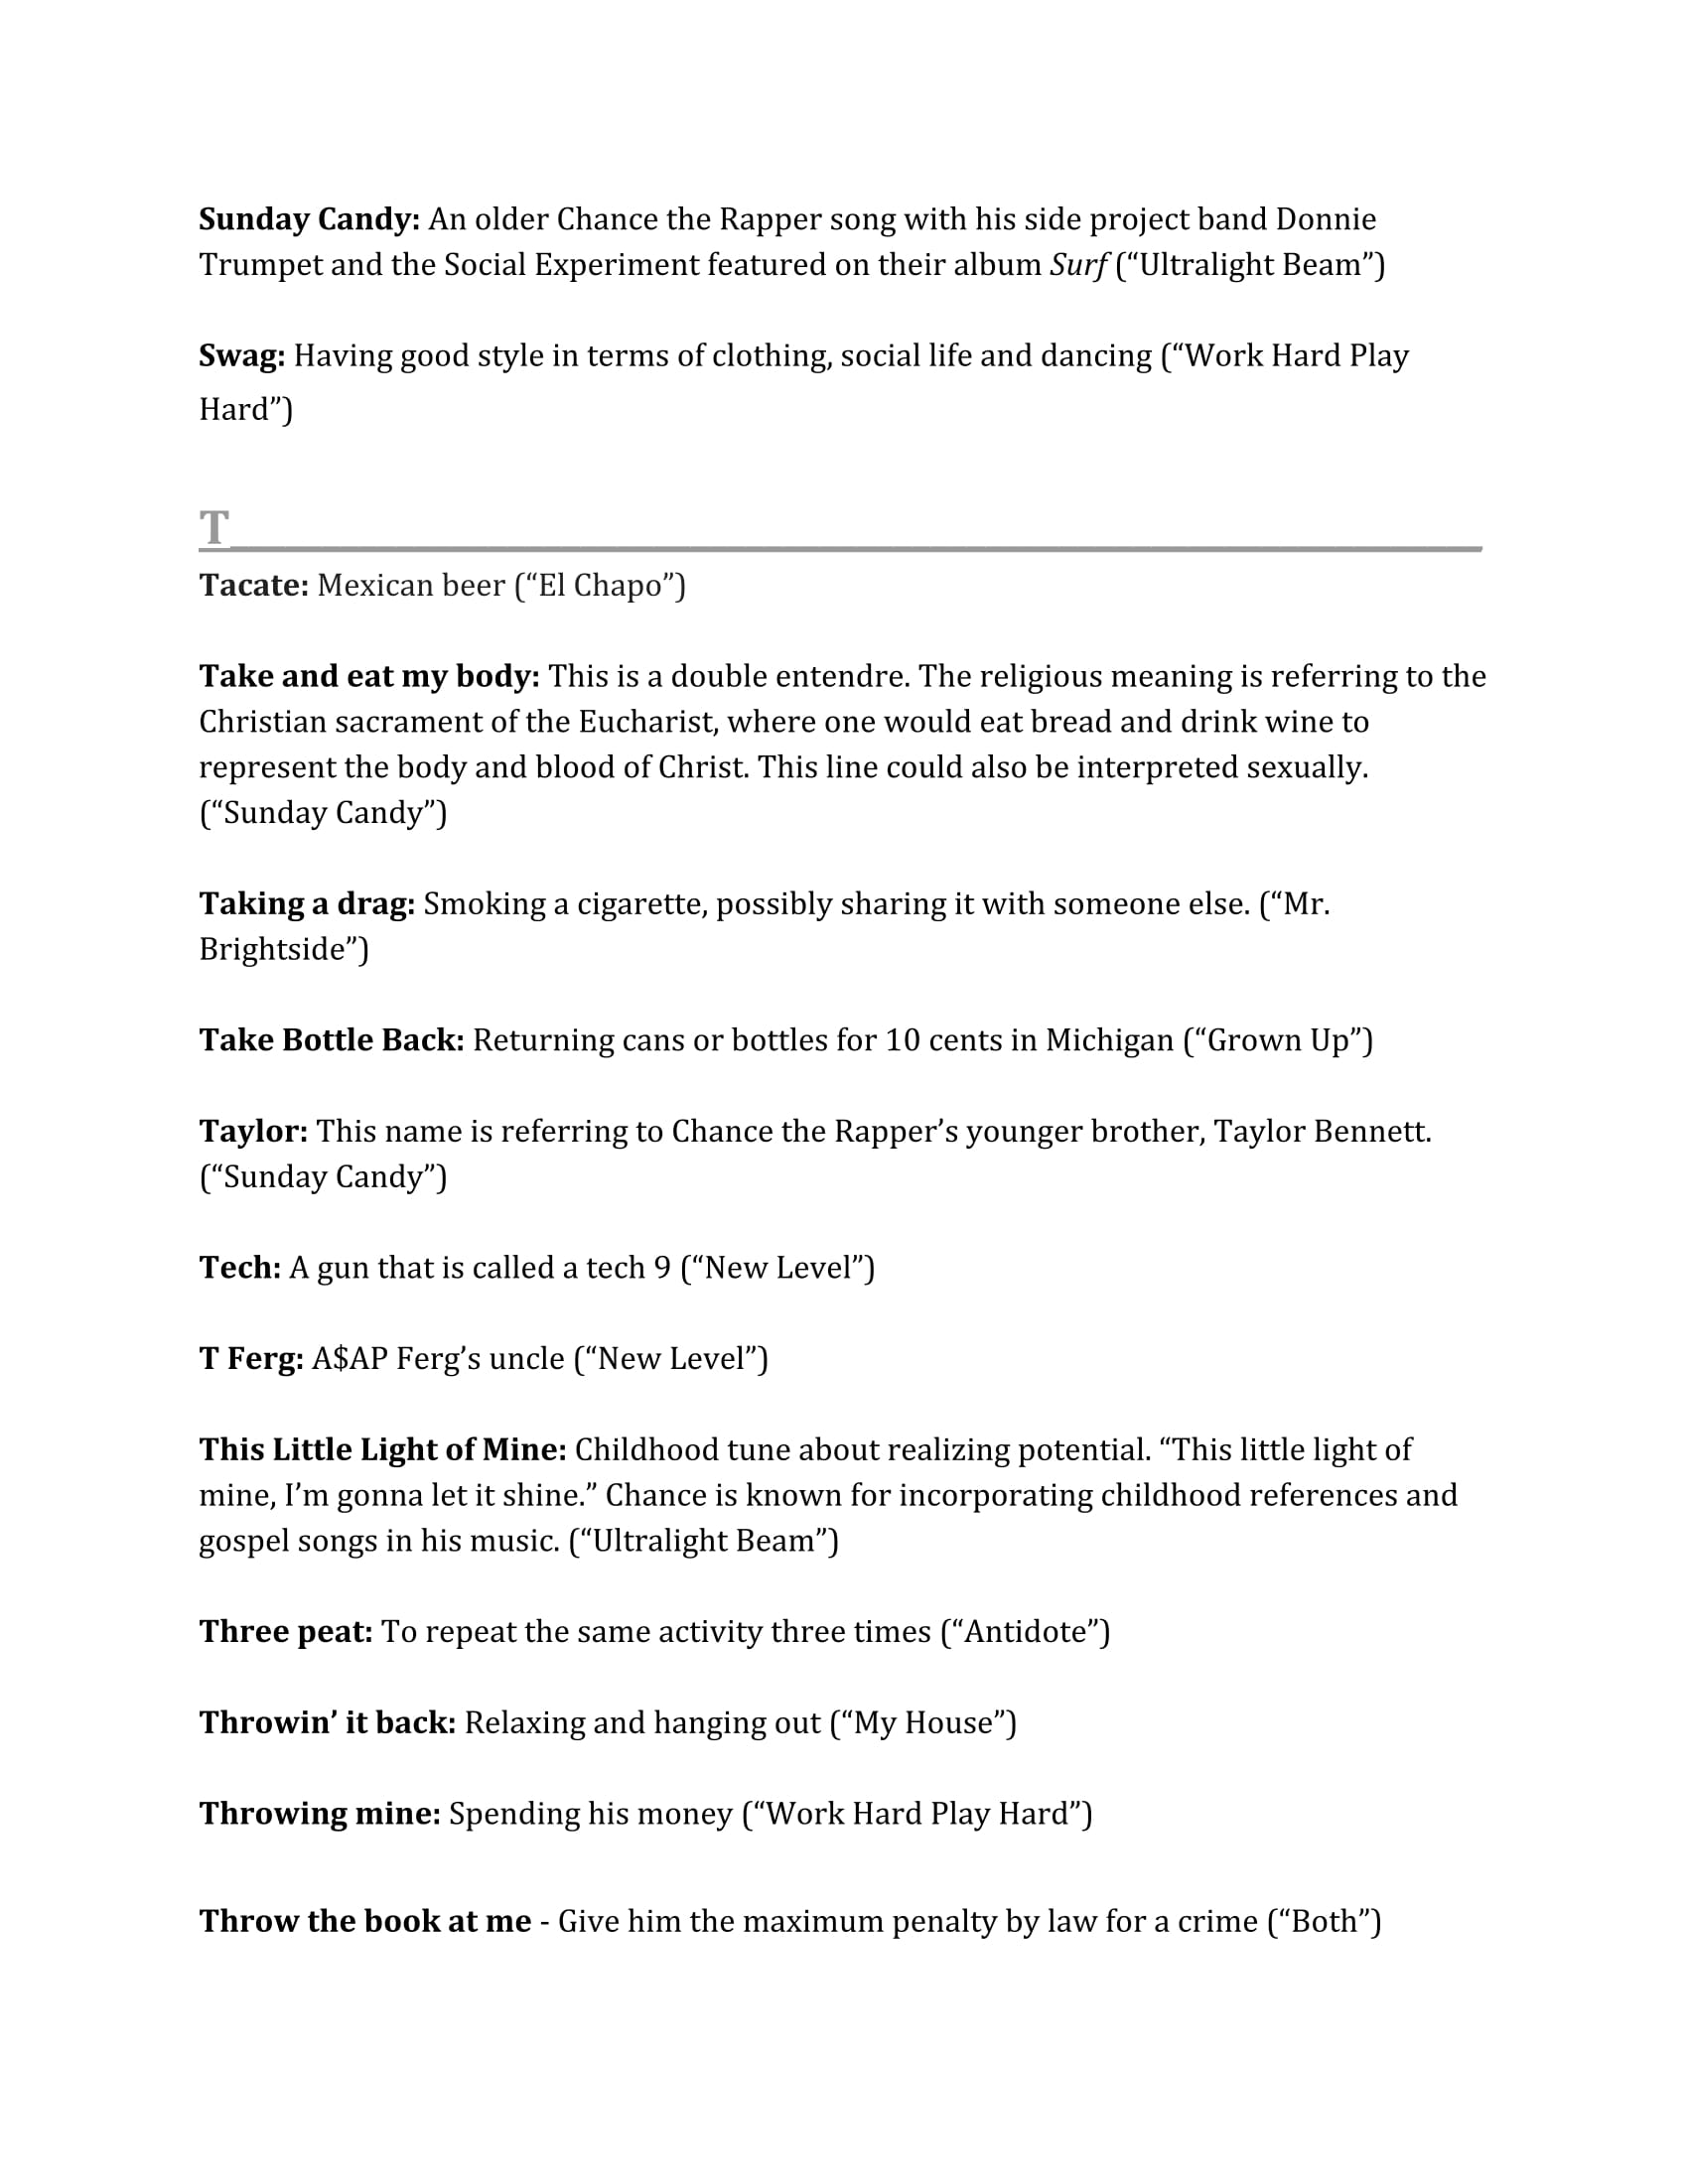 Sunday Candy: An older Chance the Rapper song with his side project band Donnie
Trumpet and the Social Experiment featured on their album Surf (“Ultralight Beam”)
Swag: Having good style in terms of clothing, social life and dancing (“Work Hard Play
Hard”)
T
Tacate: Mexican beer (“El Chapo”)
Take and eat my body: This is a double entendre. The religious meaning is referring to the
Christian sacrament of the Eucharist, where one would eat bread and drink wine to
represent the body and blood of Christ. This line could also be interpreted sexually.
(“Sunday Candy”)
Taking a drag: Smoking a cigarette, possibly sharing it with someone else. (“Mr.
Brightside”)
Take Bottle Back: Returning cans or bottles for 10 cents in Michigan (“Grown Up”)
Taylor: This name is referring to Chance the Rapper’s younger brother, Taylor Bennett.
(“Sunday Candy”)
Tech: A gun that is called a tech 9 (“New Level”)
T Ferg: A$AP Ferg’s uncle (“New Level”)
This Little Light of Mine: Childhood tune about realizing potential. “This little light of
mine, I’m gonna let it shine.” Chance is known for incorporating childhood references and
gospel songs in his music. (“Ultralight Beam”)
Three peat: To repeat the same activity three times (“Antidote”)
Throwin’ it back: Relaxing and hanging out (“My House”)
Throwing mine: Spending his money (“Work Hard Play Hard”)
Throw the book at me - Give him the maximum penalty by law for a crime (“Both”)